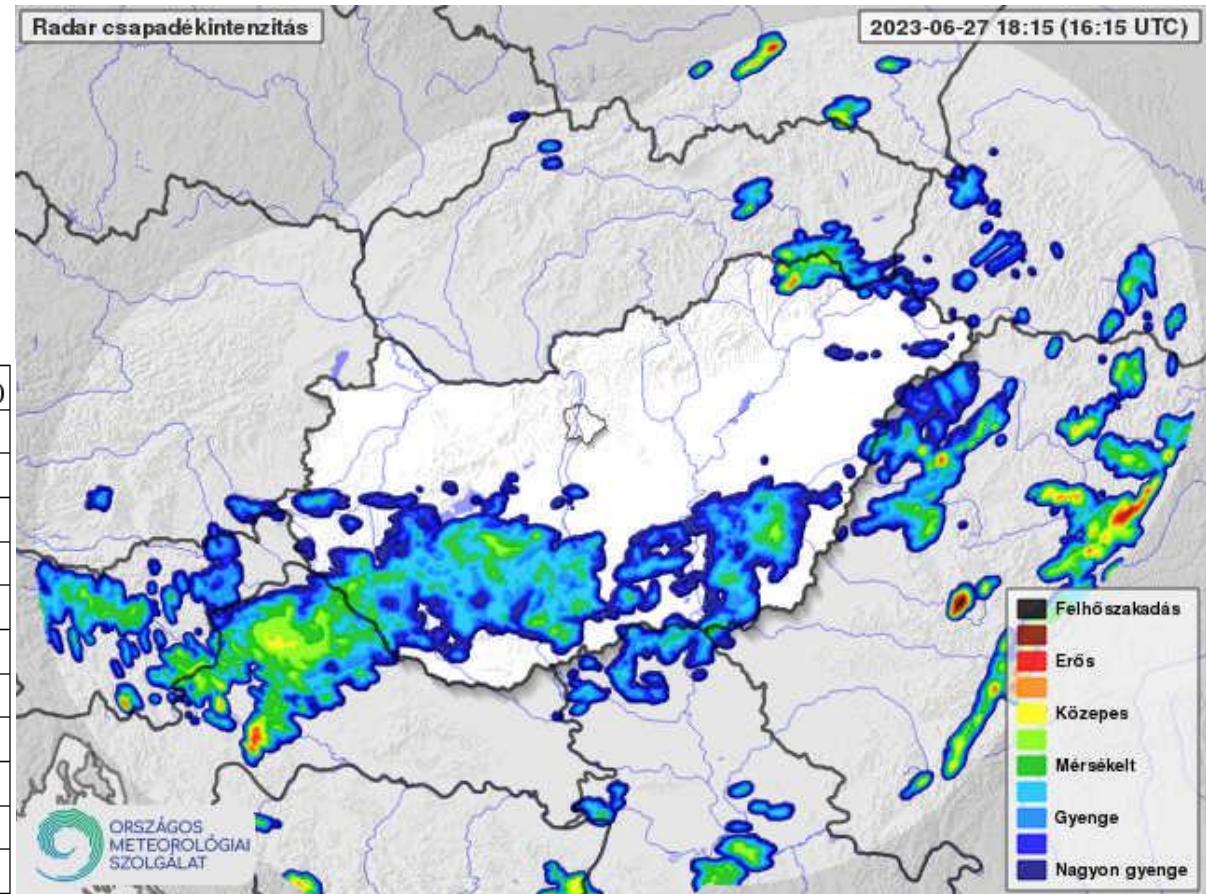 Radar csapadékintenzitás
2023-06-27 18:15 (16:15 UTC)
Felhőszakadás
Erős
Közepes
Mérsékelt
Gyenge
Nagyon gyenge
ORSZÁGOS
METEOROLÓGIAI
SZOLGÁLAT